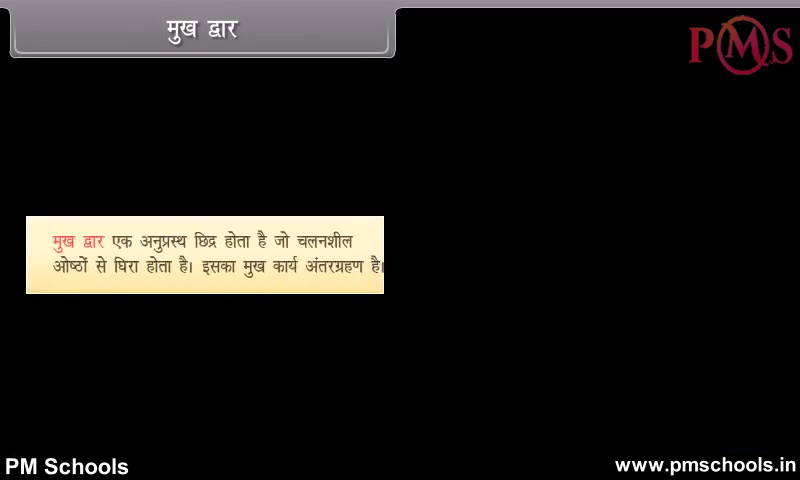 मुख द्वार
PMS
मुख द्वार एक अनुप्रस्थ छिद्र होता है जो चलनशील
ओष्ठों से घिरा होता है। इसका मुख कार्य अंतरग्रहण है।
PM Schools
www.pmschools.in